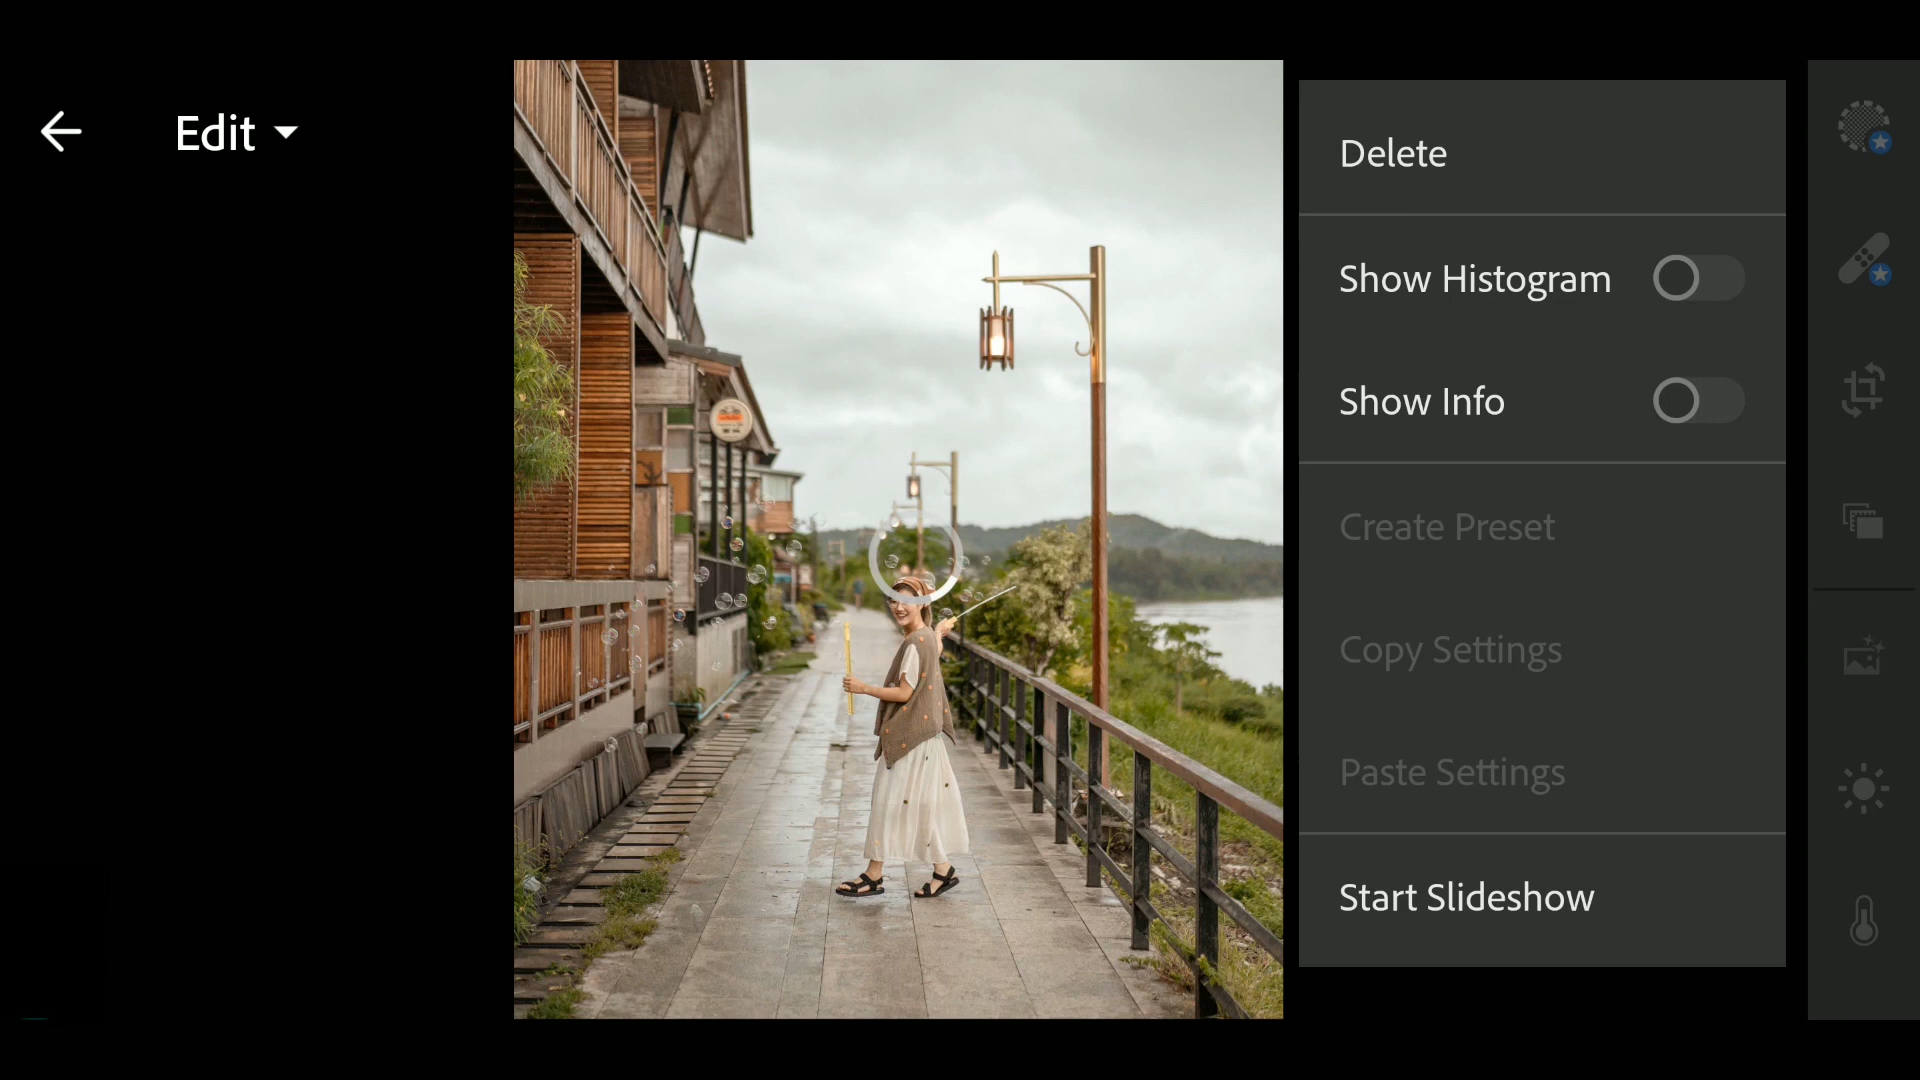 Edit
Delete
Show Histogram
Show Info
Create Preset
Copy Settings
Paste Settings
Start Slideshow